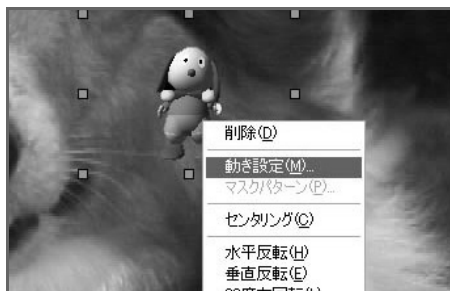 削除(D)
動き設定(M)...
マスクパターン(P)...
センタリング(C)
水平反転(H)
垂直反転(E)